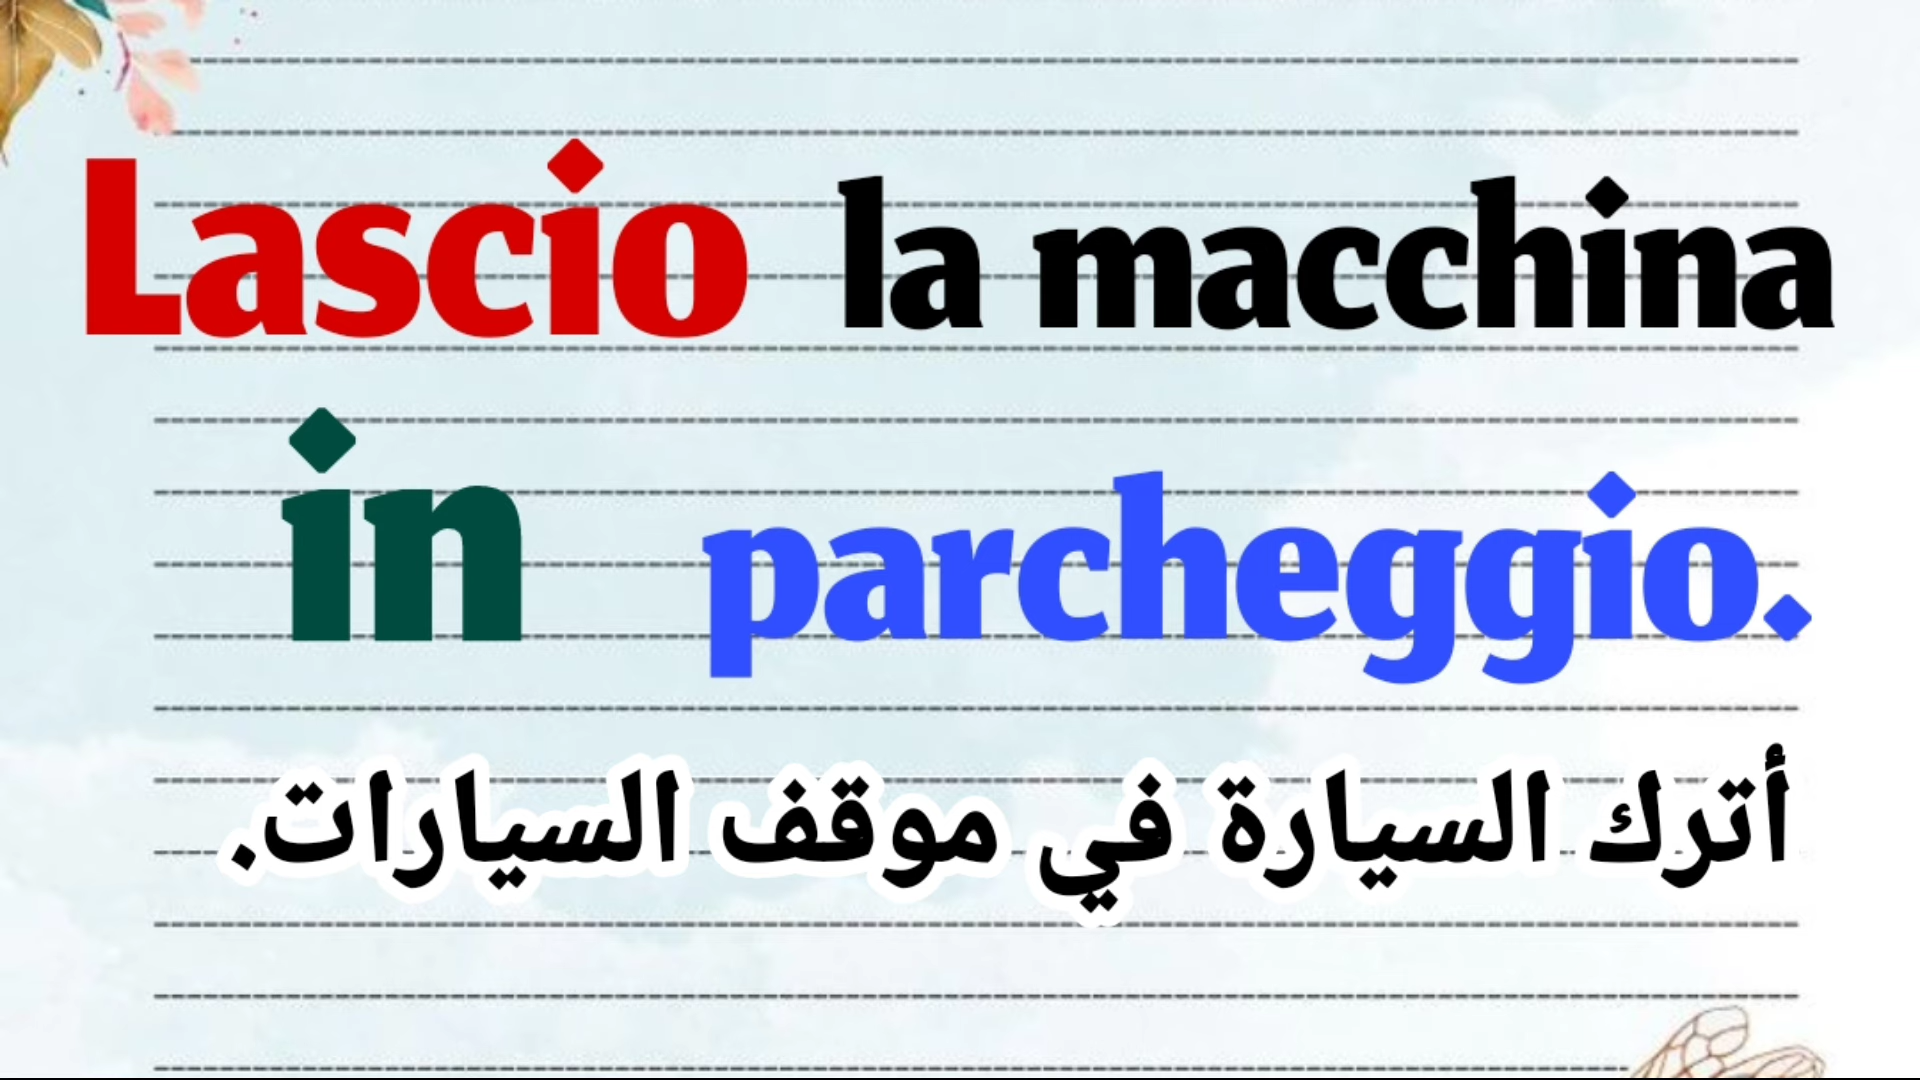 Lascio la macchina
in parcheggio.
أترك السيارة في موقف السيارات.